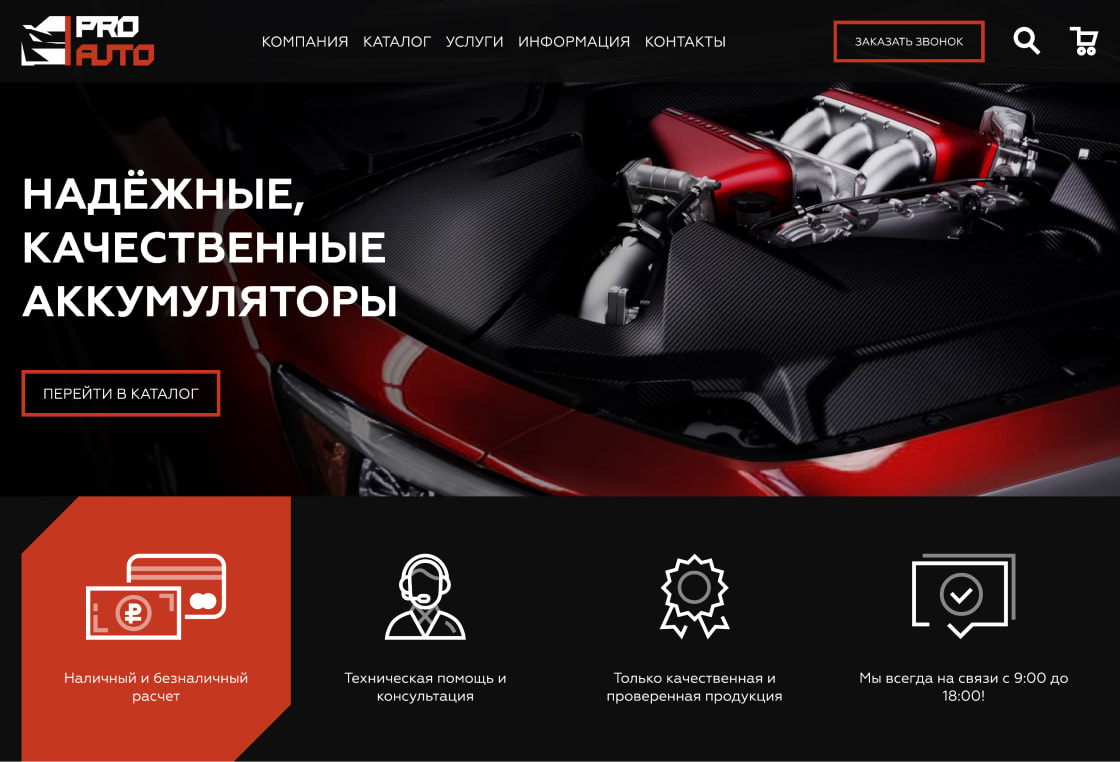 PRO
AUTO
КОМПАНИЯ КАТАЛОГ УСЛУГИ ИНФОРМАЦИЯ КОНТАКТЫ
ЗАКАЗАТЬ ЗВОНОК
НАДЁЖНЫЕ,
КАЧЕСТВЕННЫЕ
АККУМУЛЯТОРЫ
ПЕРЕЙТИ В КАТАЛОГ
Наличный и безналичный
расчет
Техническая помощь и
консультация
Только качественная и
проверенная продукция
Мы всегда на связи с 9:00 до
18:00!